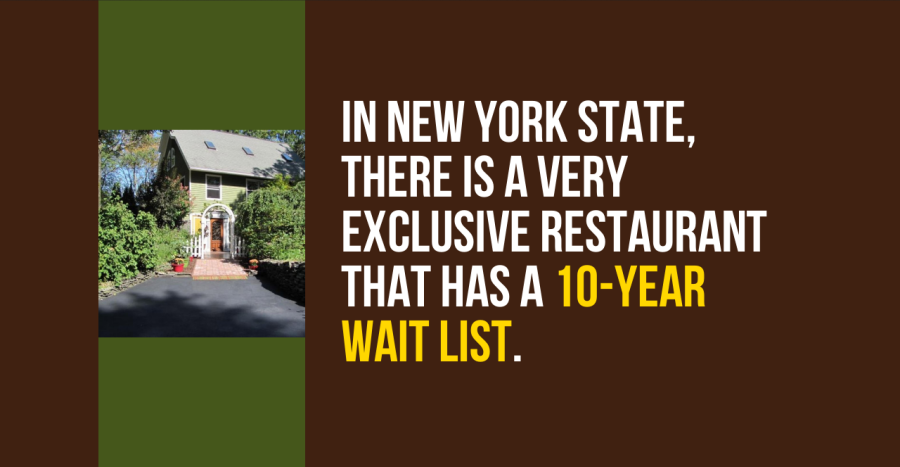 IN NEW YORK STATE,
THERE IS A VERY
EXCLUSIVE RESTAURANT
THAT HAS A 10-YEAR
WAIT LIST.